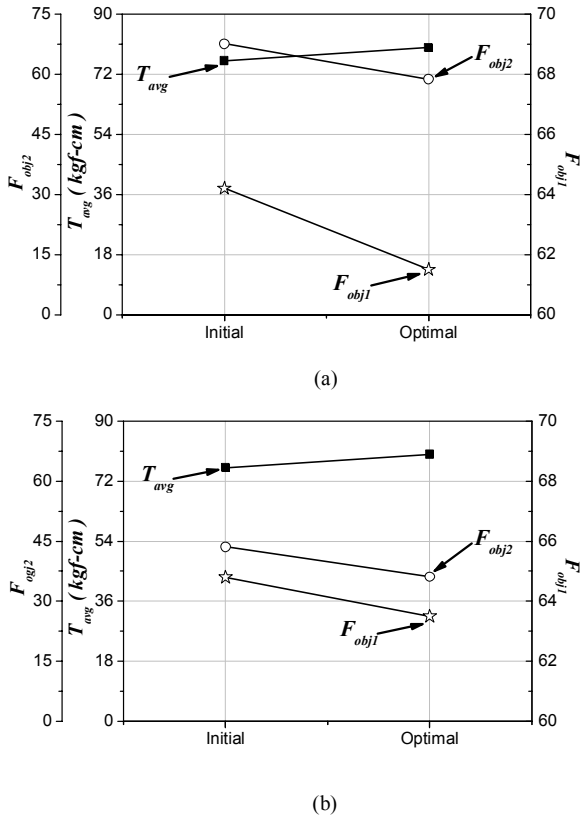 75
60
45
30
15
0
F_obj2
90
72
54
36
18
0
T_avg ( kgf-cm )
70
68
66
64
62
60
F_obj1
T_avg
F_obj2
F_obj1
Initial
Optimal
(a)
75
60
45
30
15
0
F_ogj2
90
72
54
36
18
0
T_avg ( kgf-cm )
70
68
66
64
62
60
F_obj1
T_avg
F_obj2
F_obj1
Initial
Optimal
(b)